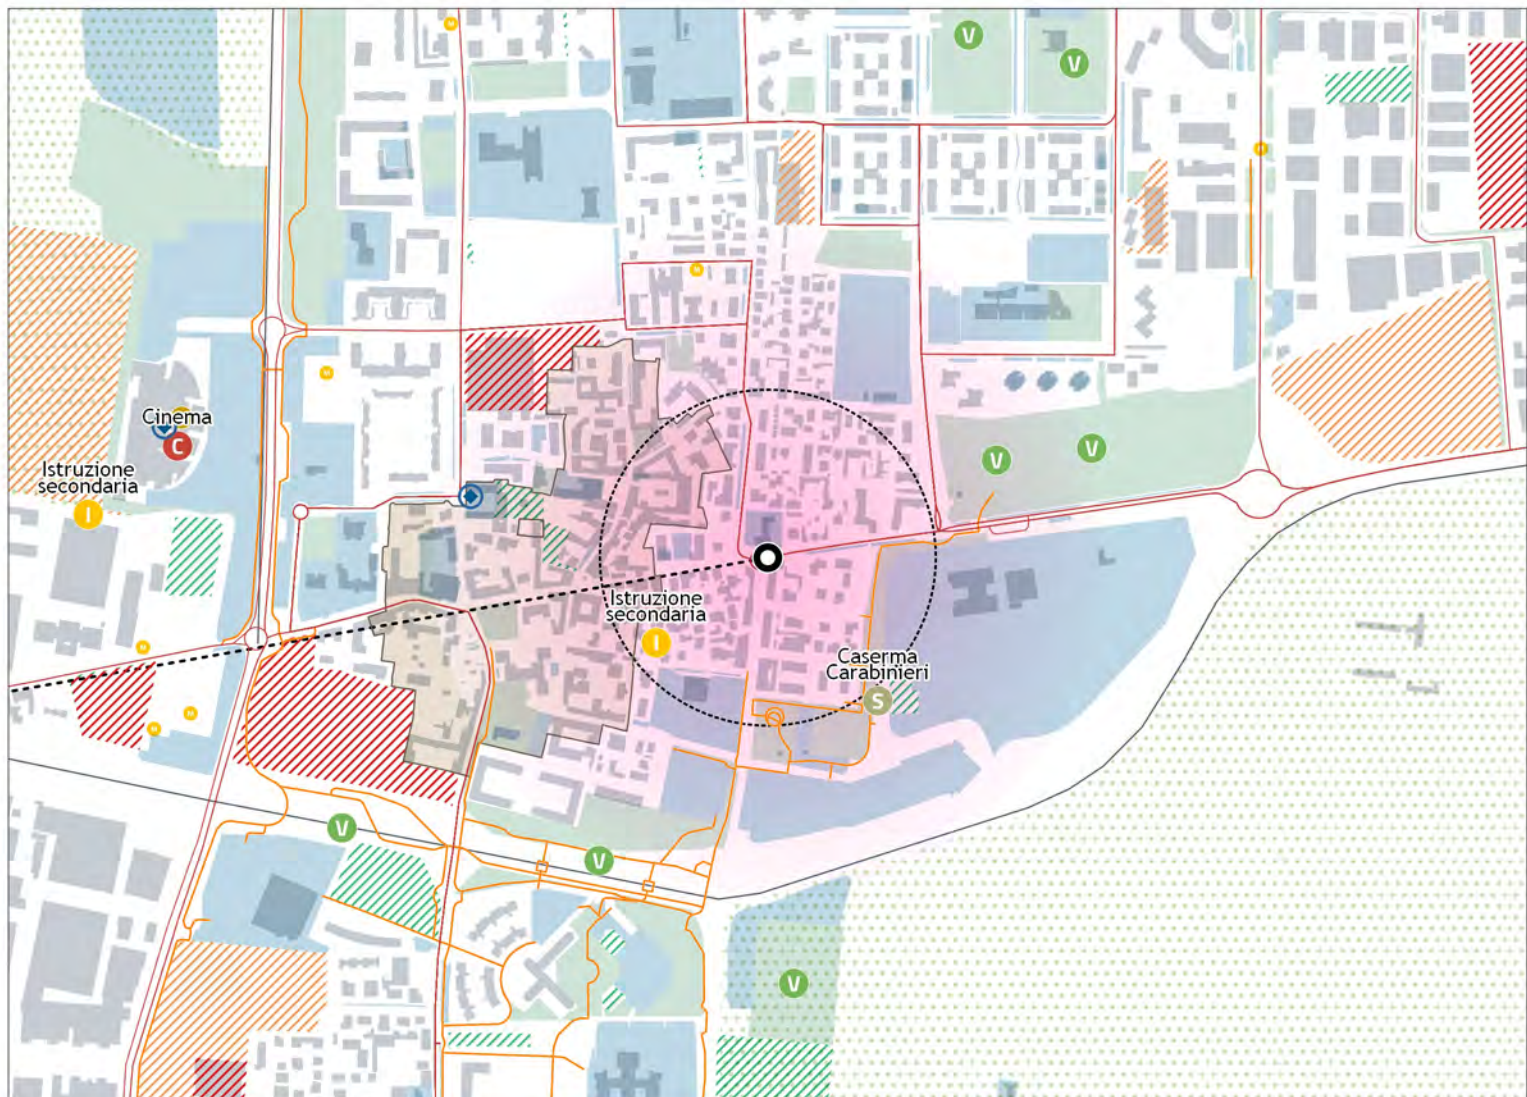 V
V
Cinema
C
Istruzione
secondaria
I
V
V
Istruzione
secondaria
I
Caserma
Carabinieri
S
V
V
V